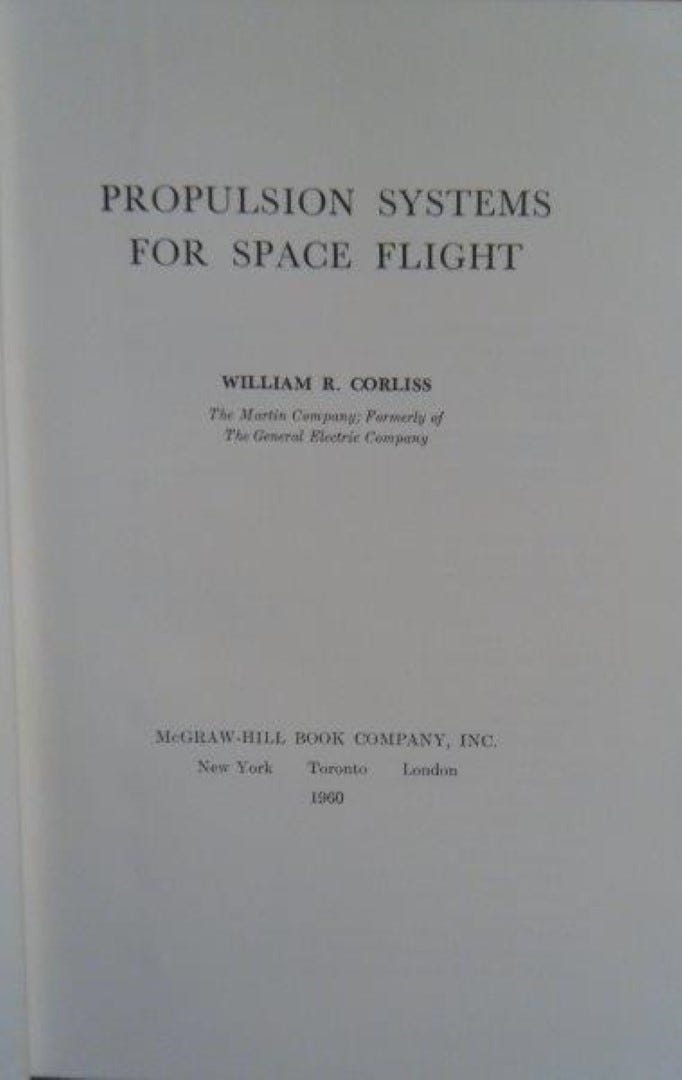 PROPULSION SYSTEMS
FOR SPACE FLIGHT
WILLIAM R. CORLISS
The Martin Company; Formerly of
The General Electric Company
McGRAW-HILL BOOK COMPANY, INC.
New York Toronto London
1960